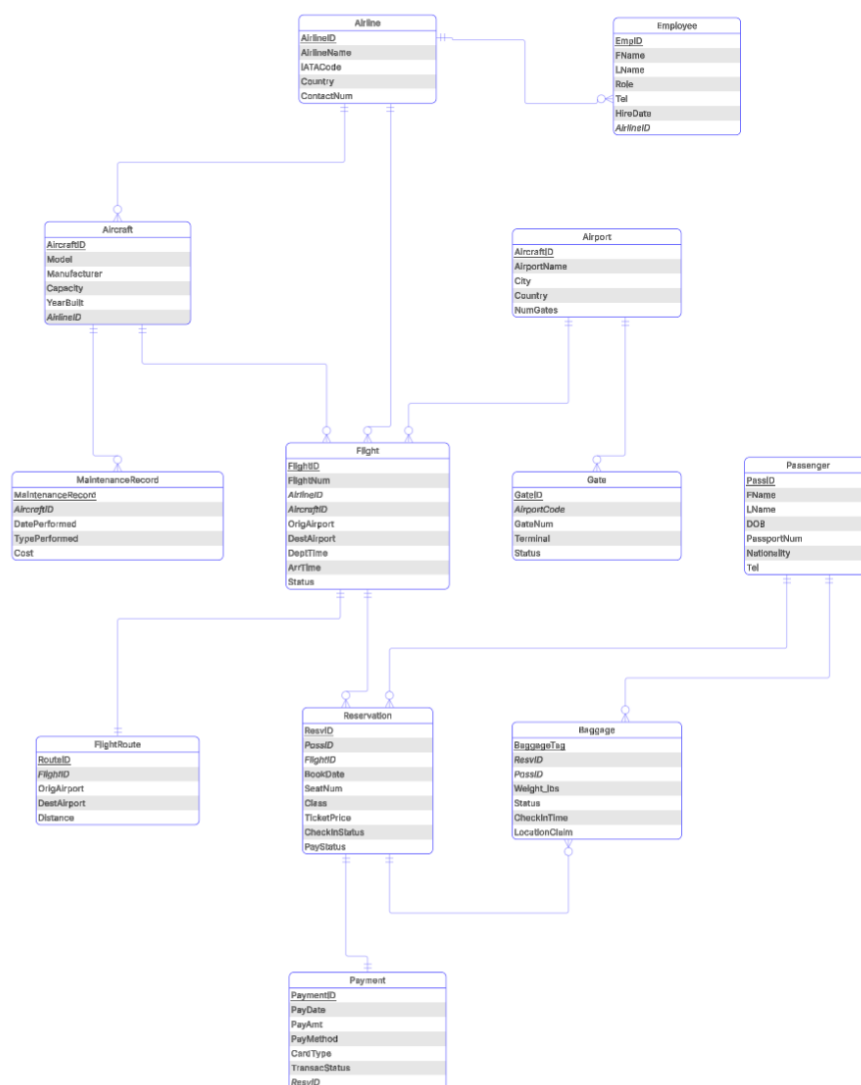 Airline
AirlineID
AirlineName
IATACode
Country
ContactNum
Employee
EmpID
FName
LName
Role
Tel
HireDate
AirlineID
Aircraft
AircraftID
Model
Manufacturer
Capacity
YearBuilt
AirlineID
Airport
AircraftID
AirportName
City
Country
NumGates
MaintenanceRecord
MaintenanceRecord
AircraftID
DatePerformed
TypePerformed
Cost
Flight
FlightID
FlightNum
AirlineID
AircraftID
OrigAirport
DestAirport
DeptTime
ArrTime
Status
Gate
GateID
AirportCode
GateNum
Terminal
Status
Passenger
PassID
FName
LName
DOB
PassportNum
Nationality
Tel
FlightRoute
RouteID
FlightID
OrigAirport
DestAirport
Distance
Reservation
ResvID
PassID
FlightID
BookDate
SeatNum
Class
TicketPrice
CheckInStatus
PayStatus
Baggage
BaggageTag
ResvID
PassID
Weight_lbs
Status
CheckInTime
LocationClaim
Payment
PaymentID
PayDate
PayAmt
PayMethod
CardType
TransacStatus
ResvID